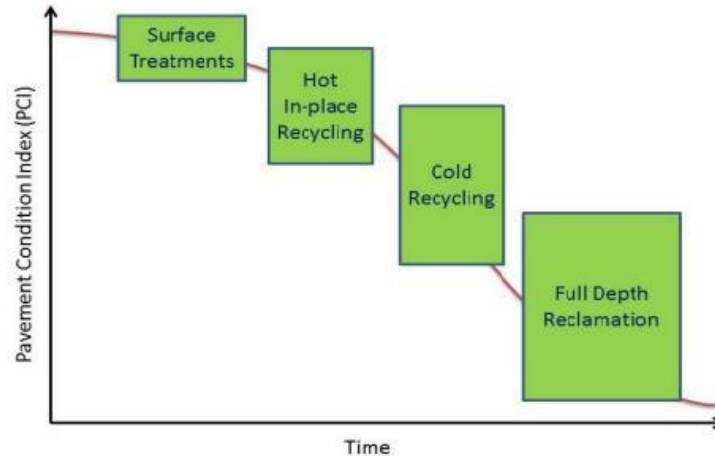 Pavement Condition Index (PCI)
Surface
Treatments
Hot
In-place
Recycling
Cold
Recycling
Full Depth
Reclamation
Time